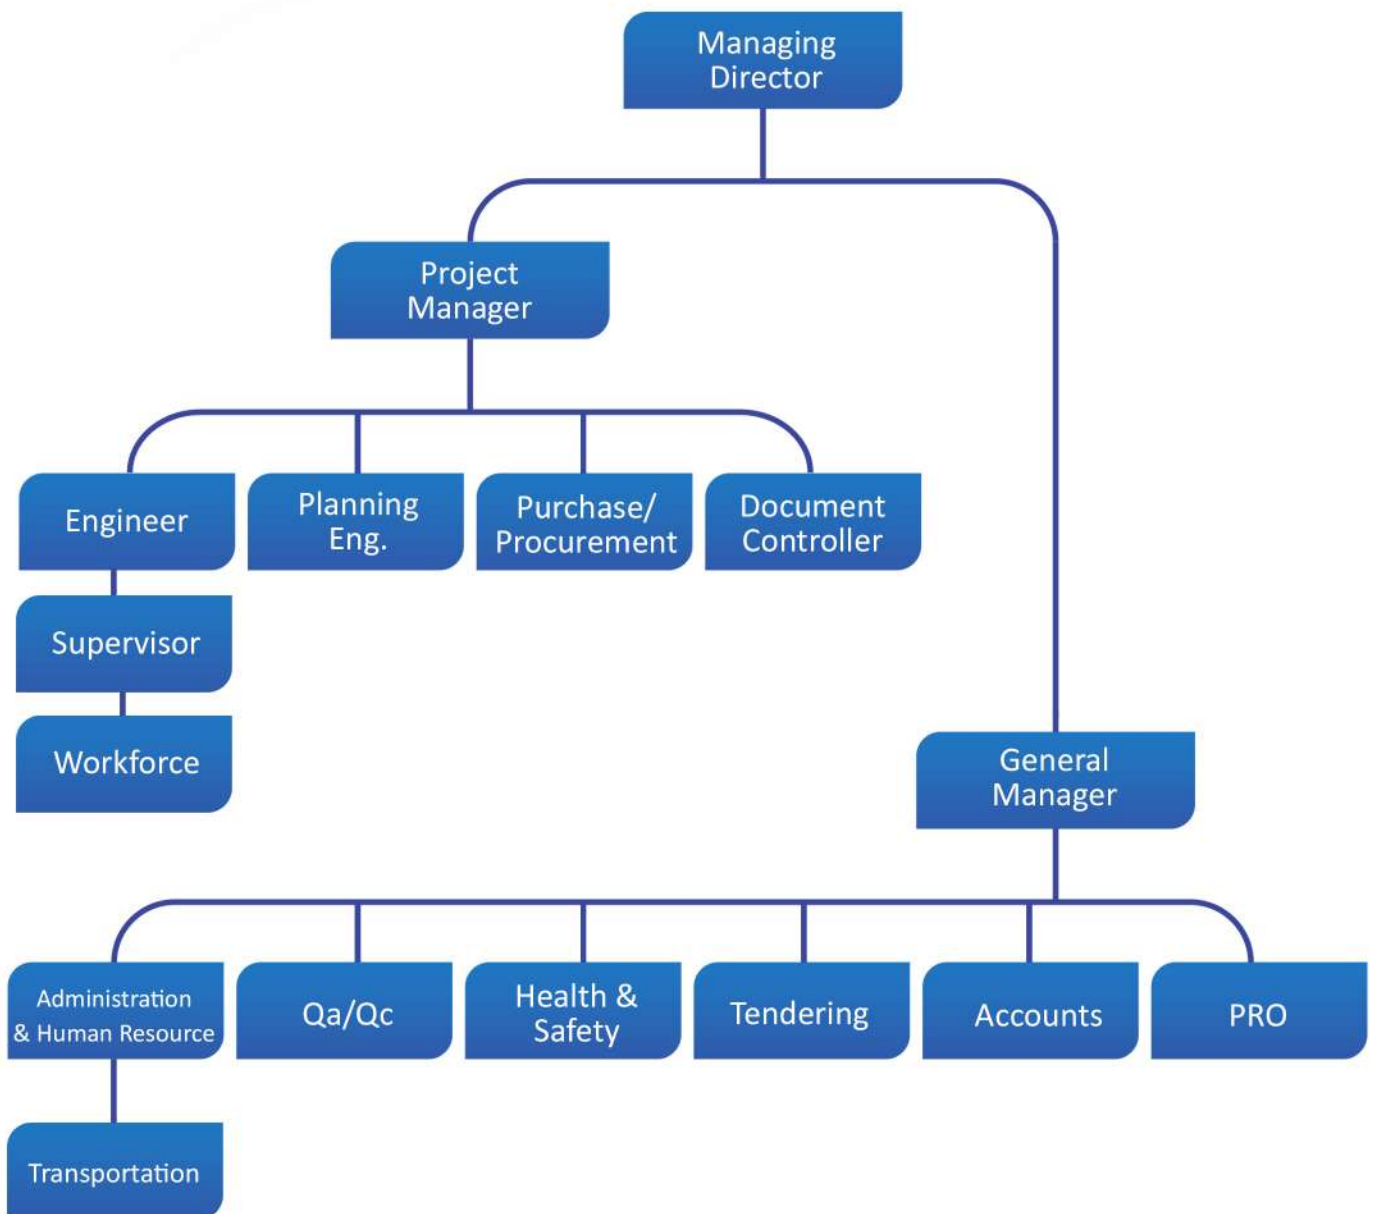 Managing
Director
Project
Manager
Engineer
Planning
Eng.
Purchase/
Procurement
Document
Controller
Supervisor
Workforce
General
Manager
Administration
& Human Resource
Qa/Qc
Health &
Safety
Tendering
Accounts
PRO
Transportation